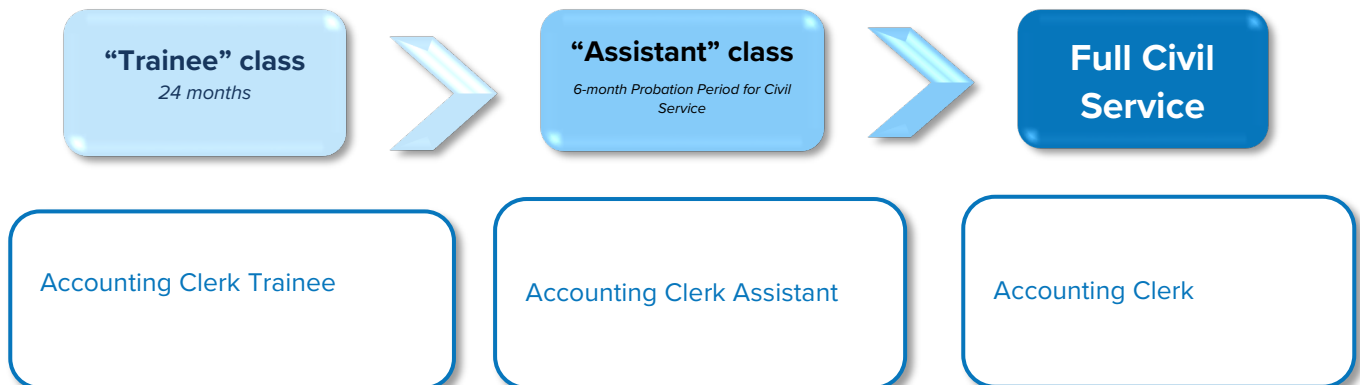 “Trainee” class
24 months
“Assistant” class
6-month Probation Period for Civil
Service
Full Civil
Service
Accounting Clerk Trainee
Accounting Clerk Assistant
Accounting Clerk